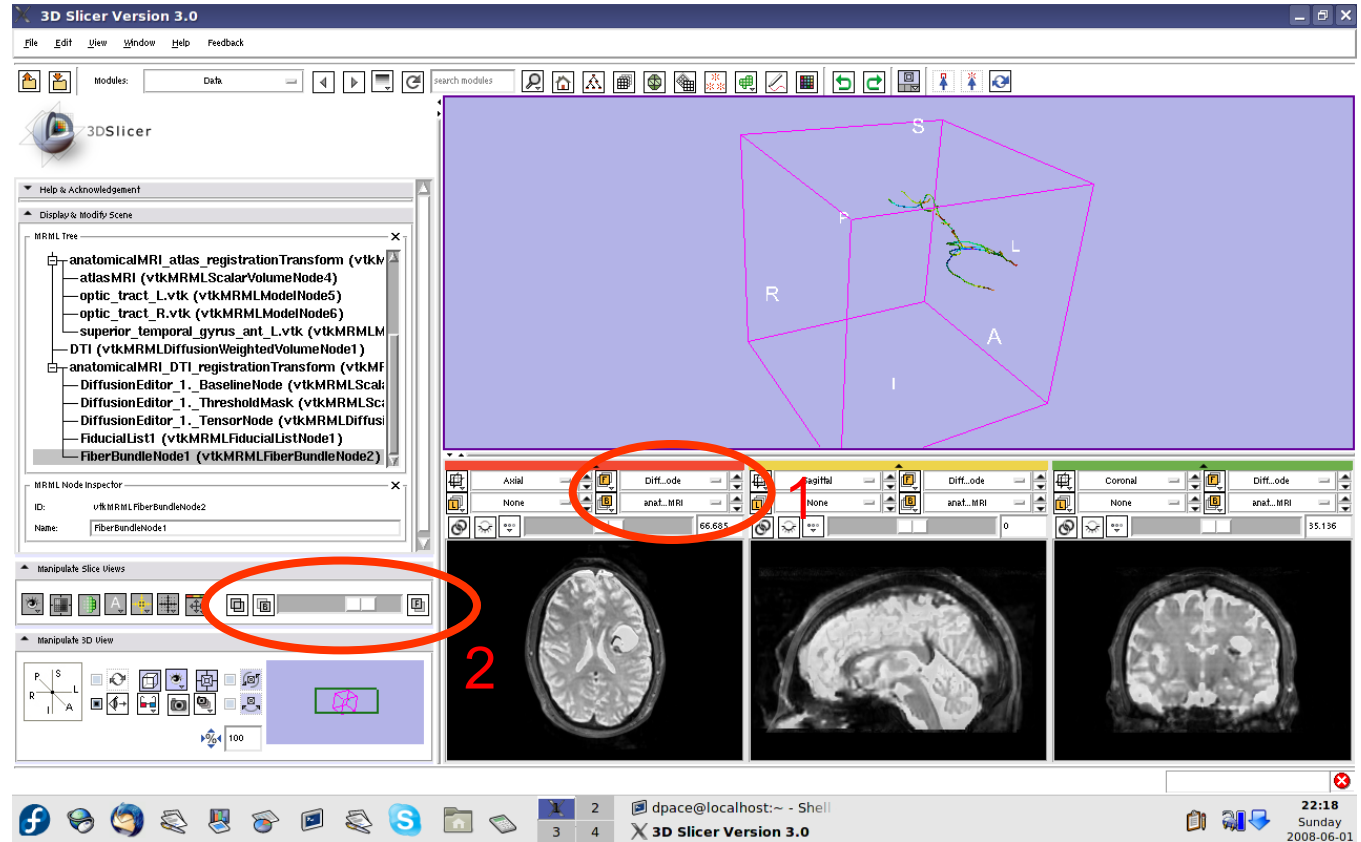 3D Slicer Version 3.0
File Edit View Window Help Feedback
Modules: Data search modules
3DSlicer
Help & Acknowledgement
Display & Modify Scene
MRML Tree
anatomicalMRI_atlas_registrationTransform (vtkM
atlasMRI (vtkMRMLScalarVolumeNode4)
optic_tract_L.vtk (vtkMRMLModelNode5)
optic_tract_R.vtk (vtkMRMLModelNode6)
superior_temporal_gyrus_ant_L.vtk (vtkMRMLM
DTI (vtkMRMLDiffusionWeightedVolumeNode1)
anatomicalMRI_DTI_registrationTransform (vtkMR
DiffusionEditor_1._BaselineNode (vtkMRMLScala
DiffusionEditor_1._ThresholdMask (vtkMRMLSca
DiffusionEditor_1._TensorNode (vtkMRMLDiffusi
FiducialList1 (vtkMRMLFiducialListNode1)
FiberBundleNode1 (vtkMRMLFiberBundleNode2)
MRML Node Inspector
ID: vtkMRMLFiberBundleNode2
Name: FiberBundleNode1
Manipulate Slice Views
A B F
Manipulate 3D View
P S
R L
I A
% 100
S
P
L
R
A
I
Axial F Diff...ode
L None B anat...MRI
66.685
Sagittal F Diff...ode
L None B anat...MRI
0
Coronal F Diff...ode
L None B anat...MRI
35.136
1
2
1 2
3 4
dpace@localhost:~ - Shell
3D Slicer Version 3.0
22:18
Sunday
2008-06-01